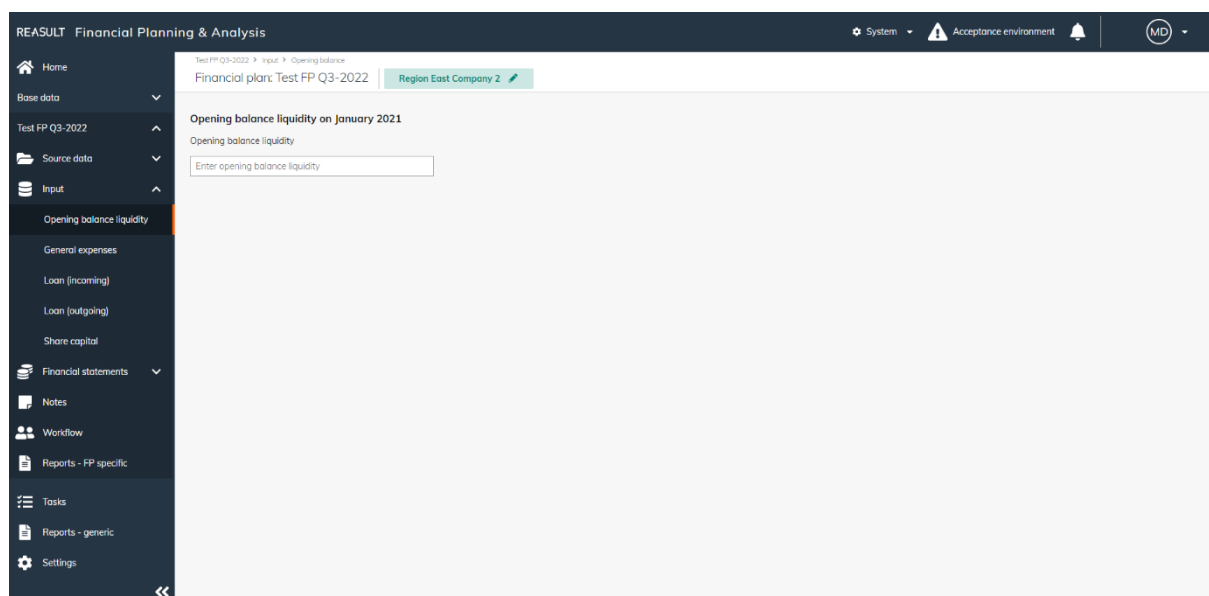 REASULT Financial Planning & Analysis
System
Acceptance environment
MD
Home
Base data
Test FP Q3-2022
Source data
Input
Opening balance liquidity
General expenses
Loan (incoming)
Loan (outgoing)
Share capital
Financial statements
Notes
Workflow
Reports - FP specific
Tasks
Reports - generic
Settings
Test FP Q3-2022 > Input > Opening balance
Financial plan: Test FP Q3-2022
Region East Company 2
Opening balance liquidity on January 2021
Opening balance liquidity
Enter opening balance liquidity